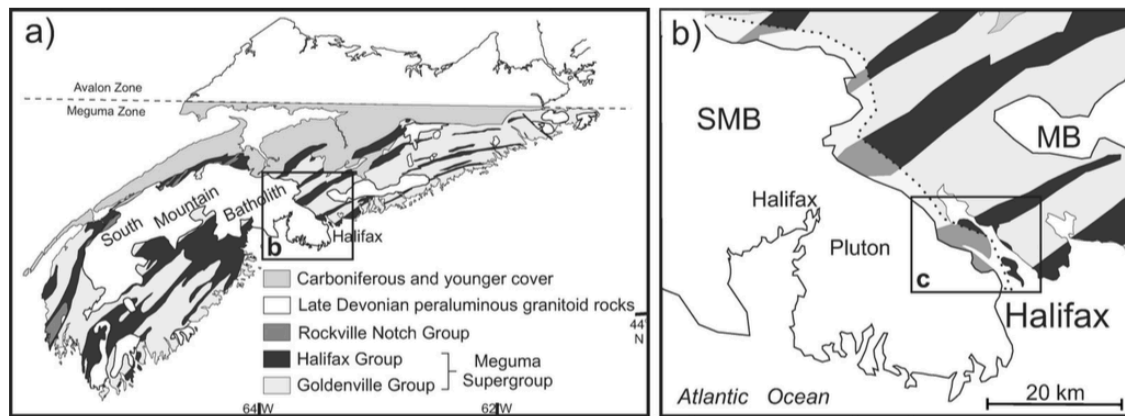 a)
Avalon Zone
Meguma Zone
South Mountain Batholith
b
Halifax
Carboniferous and younger cover
Late Devonian peraluminous granitoid rocks
Rockville Notch Group
Halifax Group
Goldenville Group
Meguma
Supergroup
44°
N
64 W
62 W
b)
SMB
MB
Halifax
Pluton
c
Halifax
Atlantic Ocean
20 km